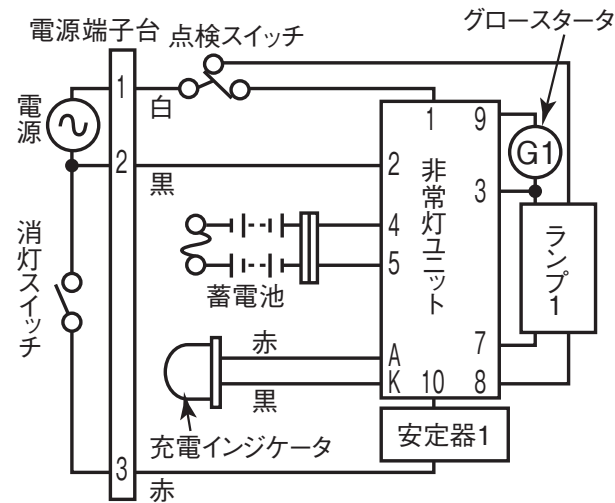 グロースタータ
電源端子台
点検スイッチ
1
白
1
9
電源
G1
2
黒
2
3
非常灯ユニット
4
5
蓄電池
ランプ1
消灯スイッチ
赤
A
7
黒
K
10
8
充電インジケータ
安定器1
3
赤